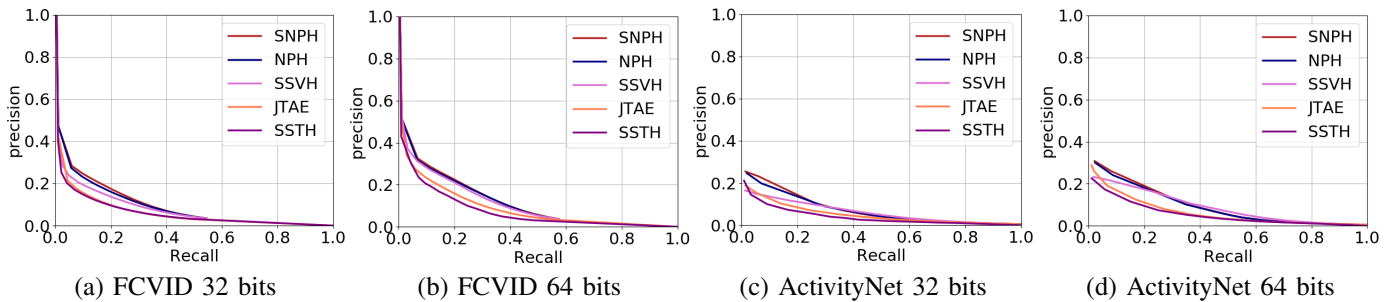 precision
1.0
0.8
0.6
0.4
0.2
0.0
0.0 0.2 0.4 0.6 0.8 1.0
Recall
SNPH
NPH
SSVH
JTAE
SSTH
(a) FCVID 32 bits
precision
1.0
0.8
0.6
0.4
0.2
0.0
0.0 0.2 0.4 0.6 0.8 1.0
Recall
SNPH
NPH
SSVH
JTAE
SSTH
(b) FCVID 64 bits
precision
1.0
0.8
0.6
0.4
0.2
0.0
0.0 0.2 0.4 0.6 0.8 1.0
Recall
SNPH
NPH
SSVH
JTAE
SSTH
(c) ActivityNet 32 bits
precision
1.0
0.8
0.6
0.4
0.2
0.0
0.0 0.2 0.4 0.6 0.8 1.0
Recall
SNPH
NPH
SSVH
JTAE
SSTH
(d) ActivityNet 64 bits